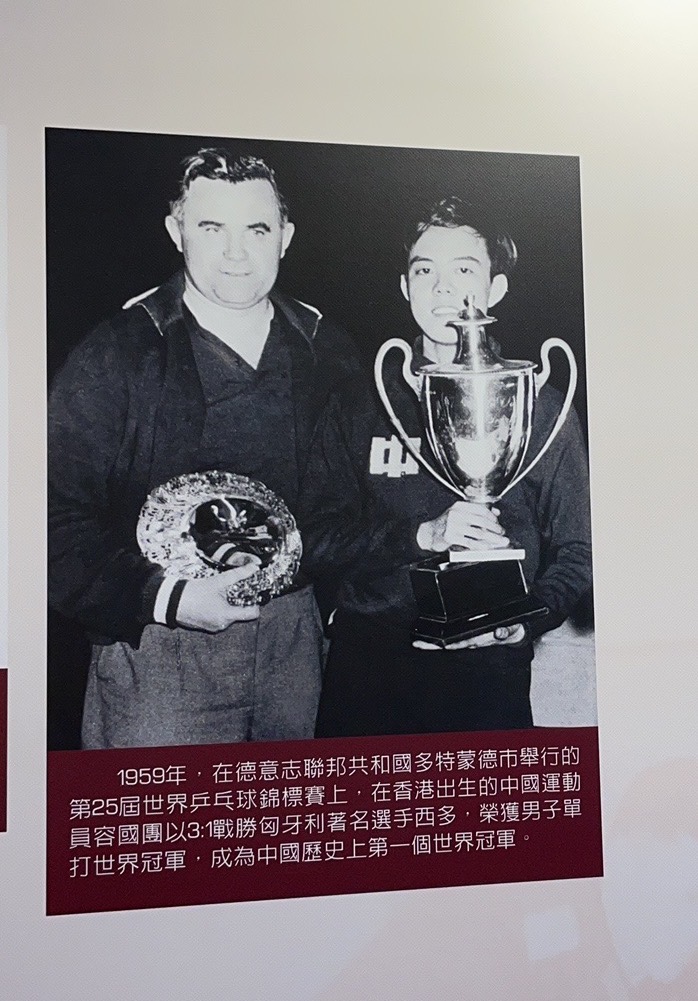 中
1959年，在德意志聯邦共和國多特蒙德市舉行的
第25屆世界乒乓球錦標賽上，在香港出生的中國運動
員容國團以3:1戰勝匈牙利著名選手西多，榮獲男子單
打世界冠軍，成為中國歷史上第一個世界冠軍。